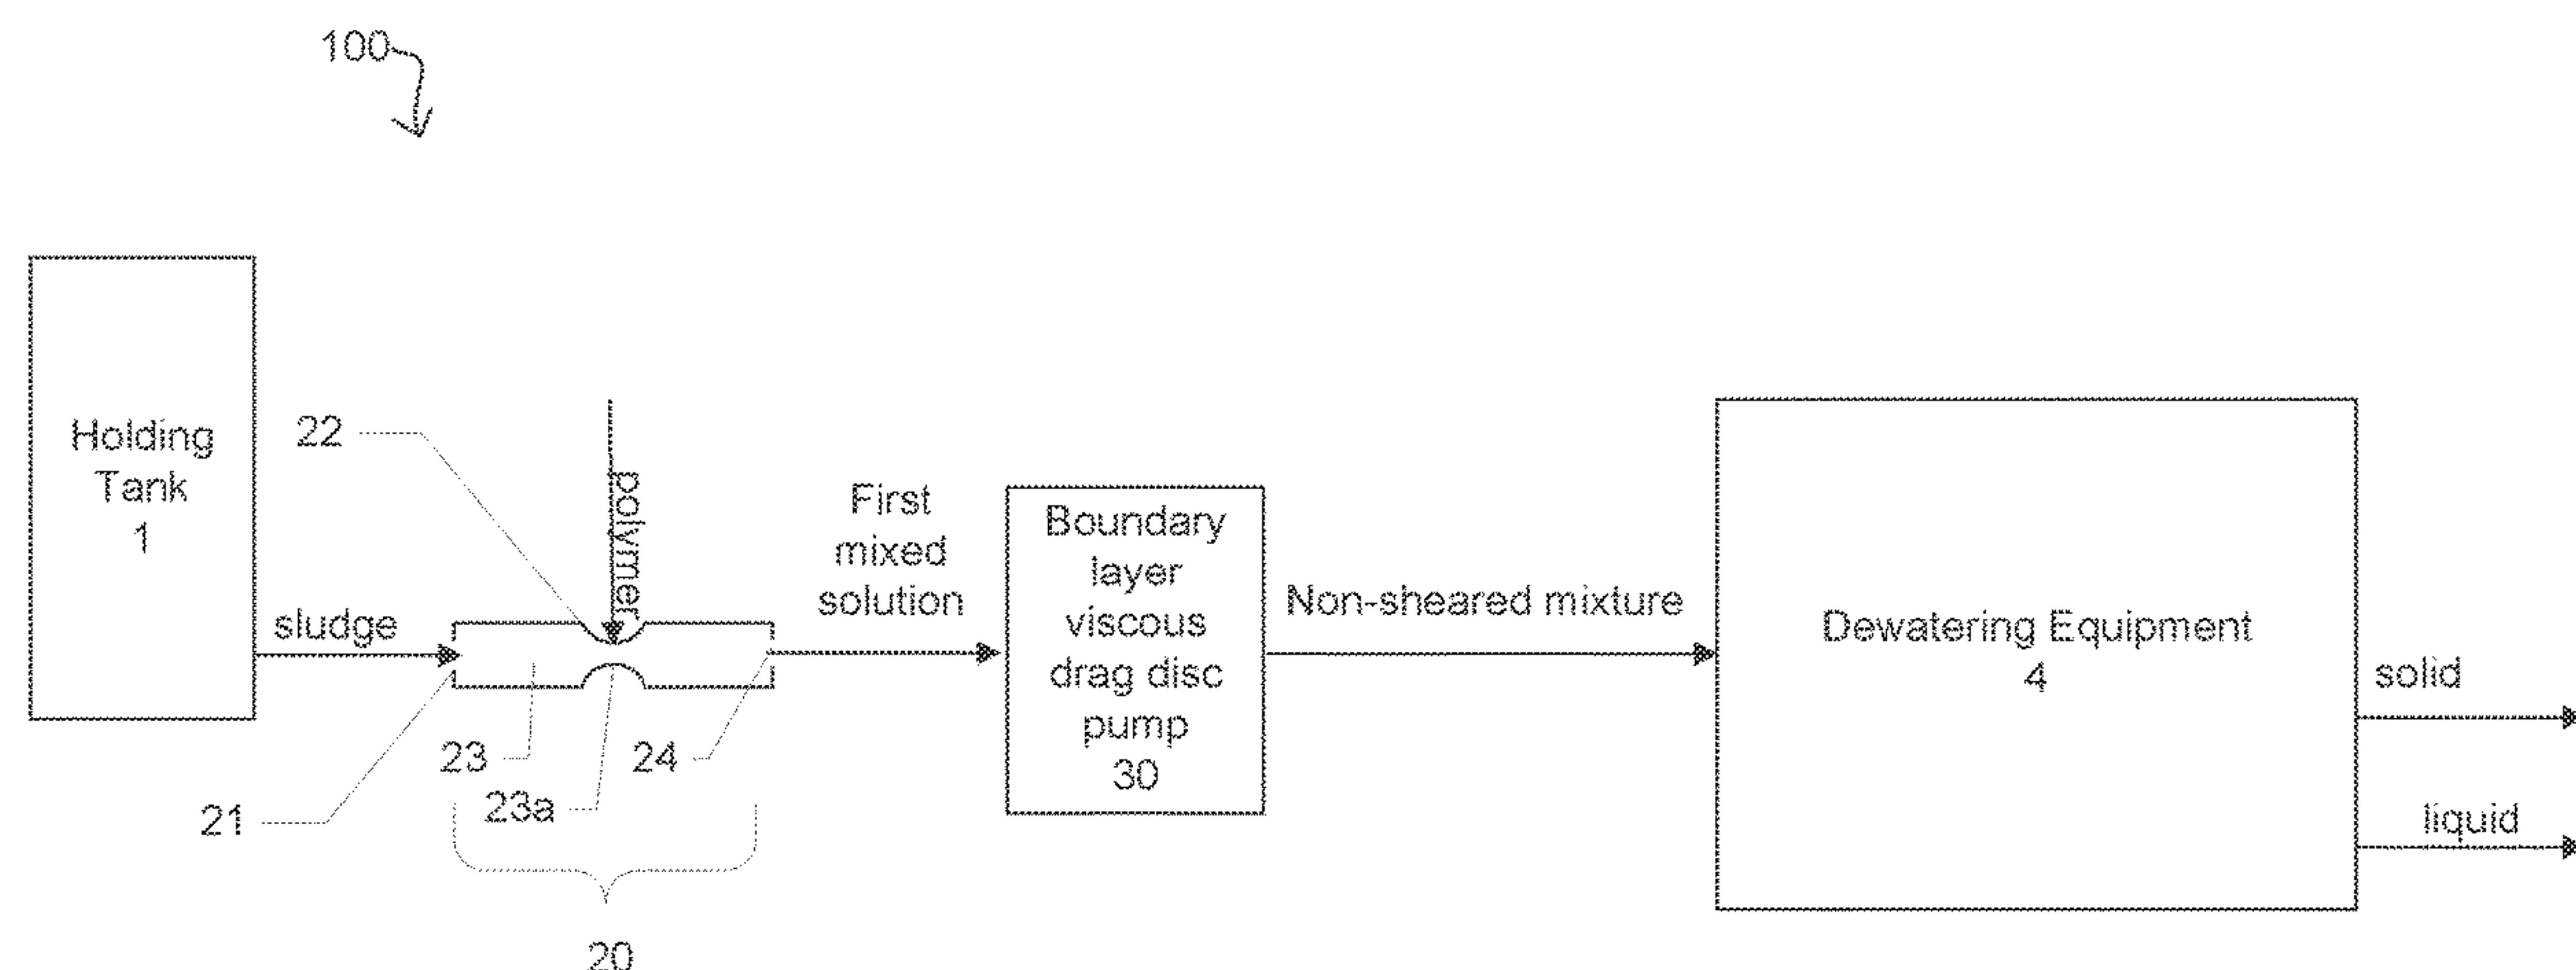 100
Holding
Tank
1
sludge
22
polymer
21
23
23a
24
20
First
mixed
solution
Boundary
layer
viscous
drag disc
pump
30
Non-sheared mixture
Dewatering Equipment
4
solid
liquid